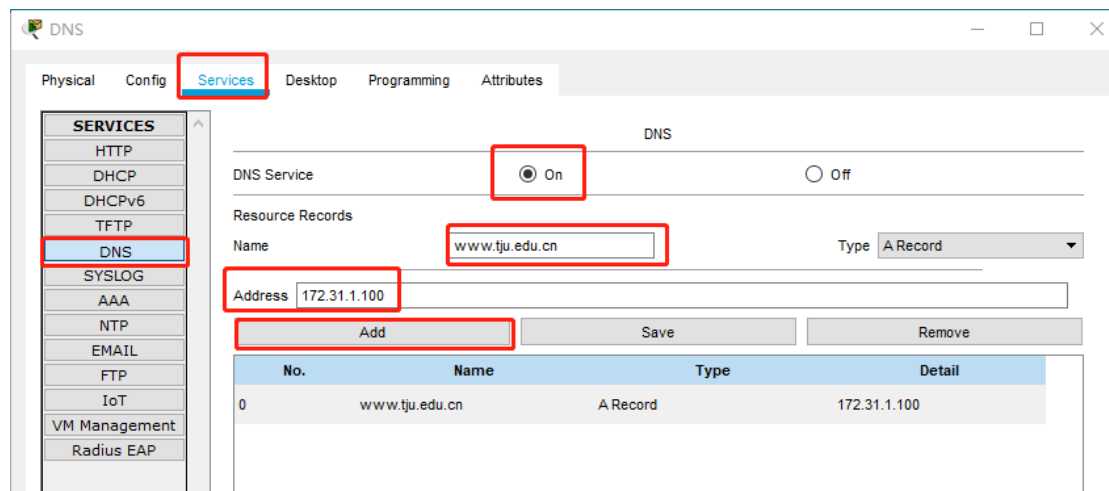 DNS
Physical Config Services Desktop Programming Attributes
SERVICES
HTTP
DHCP
DHCPv6
TFTP
DNS
SYSLOG
AAA
NTP
EMAIL
FTP
IoT
VM Management
Radius EAP
DNS
DNS Service On Off
Resource Records
Name www.tju.edu.cn Type A Record
Address 172.31.1.100
Add Save Remove
No. Name Type Detail
0 www.tju.edu.cn A Record 172.31.1.100